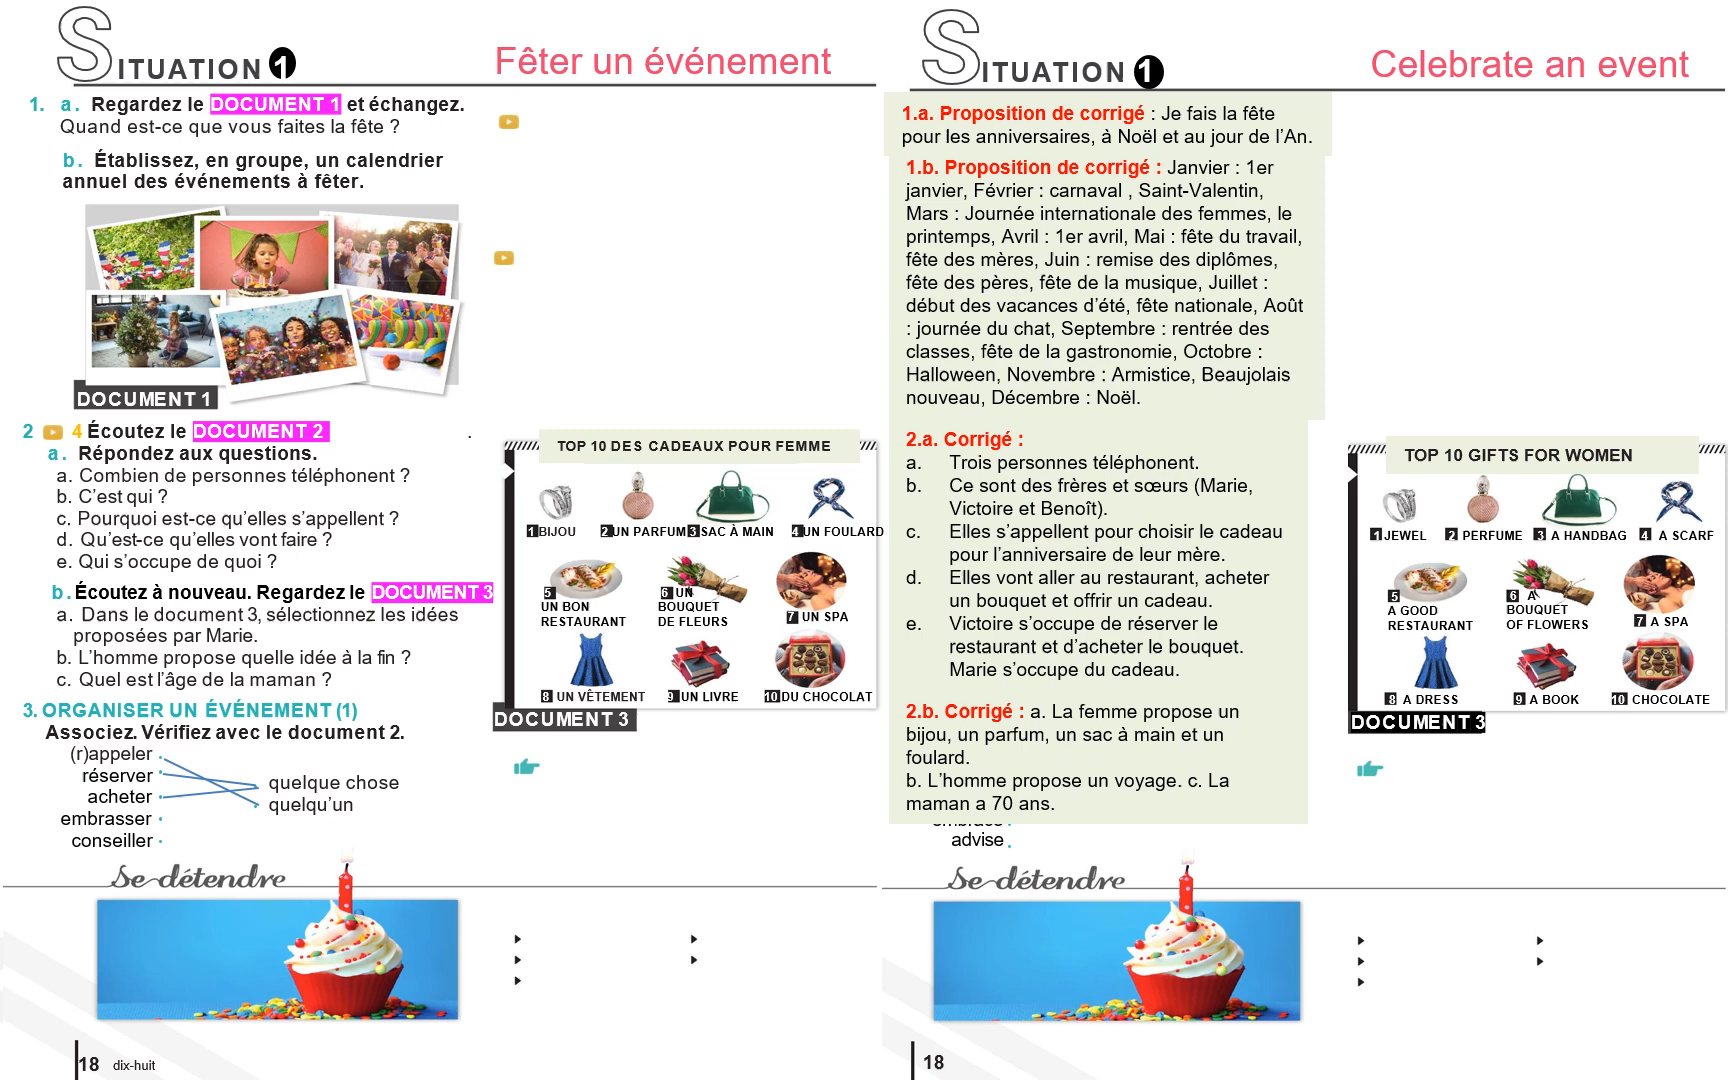 SITUATION 1
Fêter un événement
1. a. Regardez le DOCUMENT 1 et échangez.
Quand est-ce que vous faites la fête ?
b. Établissez, en groupe, un calendrier
annuel des événements à fêter.
DOCUMENT 1
2 4 Écoutez le DOCUMENT 2 .
a. Répondez aux questions.
a. Combien de personnes téléphonent ?
b. C’est qui ?
c. Pourquoi est-ce qu’elles s’appellent ?
d. Qu’est-ce qu’elles vont faire ?
e. Qui s’occupe de quoi ?
b. Écoutez à nouveau. Regardez le DOCUMENT 3
a. Dans le document 3, sélectionnez les idées
proposées par Marie.
b. L’homme propose quelle idée à la fin ?
c. Quel est l’âge de la maman ?
3. ORGANISER UN ÉVÉNEMENT (1)
Associez. Vérifiez avec le document 2.
(r)appeler
réserver
acheter
embrasser
conseiller
quelque chose
quelqu’un
TOP 10 DES CADEAUX POUR FEMME
1 BIJOU
2 UN PARFUM
3 SAC À MAIN
4 UN FOULARD
5
UN BON
RESTAURANT
6 UN
BOUQUET
DE FLEURS
7 UN SPA
8 UN VÊTEMENT
9 UN LIVRE
10 DU CHOCOLAT
DOCUMENT 3
Se détendre
18 dix-huit
SITUATION 1
Celebrate an event
1.a. Proposition de corrigé : Je fais la fête
pour les anniversaires, à Noël et au jour de l’An.
1.b. Proposition de corrigé : Janvier : 1er
janvier, Février : carnaval , Saint-Valentin,
Mars : Journée internationale des femmes, le
printemps, Avril : 1er avril, Mai : fête du travail,
fête des mères, Juin : remise des diplômes,
fête des pères, fête de la musique, Juillet :
début des vacances d’été, fête nationale, Août
: journée du chat, Septembre : rentrée des
classes, fête de la gastronomie, Octobre :
Halloween, Novembre : Armistice, Beaujolais
nouveau, Décembre : Noël.
2.a. Corrigé :
a. Trois personnes téléphonent.
b. Ce sont des frères et sœurs (Marie,
Victoire et Benoît).
c. Elles s’appellent pour choisir le cadeau
pour l’anniversaire de leur mère.
d. Elles vont aller au restaurant, acheter
un bouquet et offrir un cadeau.
e. Victoire s’occupe de réserver le
restaurant et d’acheter le bouquet.
Marie s’occupe du cadeau.
2.b. Corrigé : a. La femme propose un
bijou, un parfum, un sac à main et un
foulard.
b. L’homme propose un voyage. c. La
maman a 70 ans.
advise
TOP 10 GIFTS FOR WOMEN
1 JEWEL
2 PERFUME
3 A HANDBAG
4 A SCARF
5
A GOOD
RESTAURANT
6 A
BOUQUET
OF FLOWERS
7 A SPA
8 A DRESS
9 A BOOK
10 CHOCOLATE
DOCUMENT 3
Se détendre
18